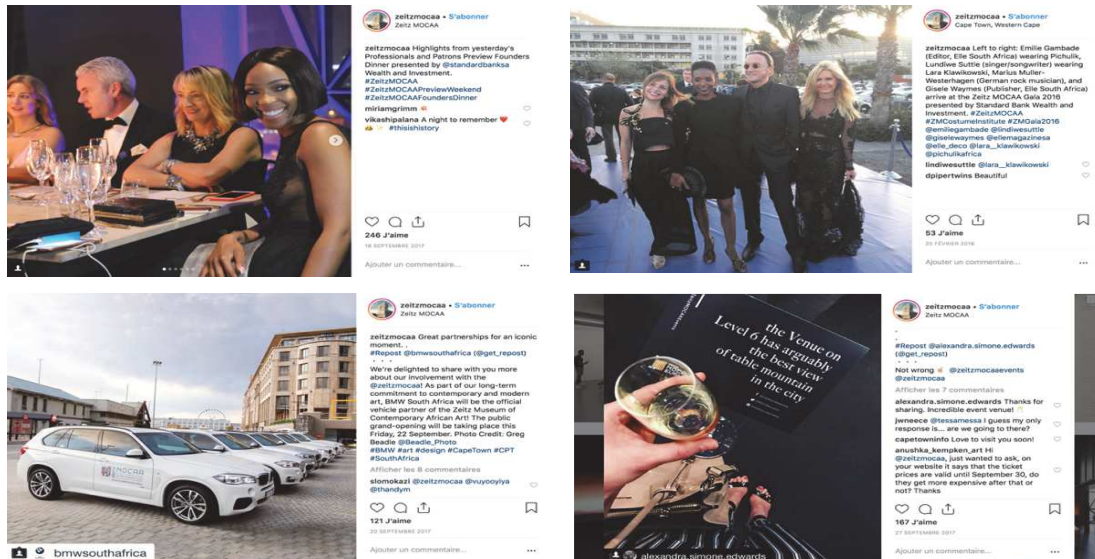 zeitzmocaa • S'abonner
Zeitz MOCAA
zeitzmocaa Highlights from yesterday's
Professionals and Patrons Preview Founders
Dinner presented by @standardbanksa
Wealth and Investment.
#ZeitzMOCAA
#ZeitzMOCAAPreviewWeekend
#ZeitzMOCAAFoundersDinner
miriamgrimm
vikashipalana A night to remember ❤
#thisishistory
246 J'aime
18 SEPTEMBRE 2017
Ajouter un commentaire...
zeitzmocaa • S'abonner
Cape Town, Western Cape
zeitzmocaa Left to right: Emilie Gambade
(Editor, Elle South Africa) wearing Pichulik,
Lundiwe Suttle (singer/songwriter) wearing
Lara Klawikowski, Marius Muller-
Westerhagen (German rock musician), and
Gisele Waymes (Publisher, Elle South Africa)
arrive at the Zeitz MOCAA Gala 2016
presented by Standard Bank Wealth and
Investment. #ZeitzMOCAA
#ZMCostumeInstitute #ZMGala2016
@emiliegambade @lindiwesuttle
@giselewaymes @ellemagazinesa
@elle_deco @lara__klawikowski
@pichulikafrica
lindiwesuttle @lara__klawikowski
dpipertwins Beautiful
53 J'aime
20 FÉVRIER 2016
Ajouter un commentaire...
zeitzmocaa • S'abonner
Zeitz MOCAA
zeitzmocaa Great partnerships for an iconic
moment. .
#Repost @bmwsouthafrica (@get_repost)
・・・
We're delighted to share with you more
about our involvement with the
@zeitzmocaa! As part of our long-term
commitment to contemporary and modern
art, BMW South Africa will be the official
vehicle partner of the Zeitz Museum of
Contemporary African Art! The public
grand-opening will be taking place this
Friday, 22 September. Photo Credit: Greg
Beadle @Beadle_Photo
#BMW #art #design #CapeTown #CPT
#SouthAfrica
Afficher les 8 commentaires
slomokazi @zeitzmocaa @vuyooyiya
@thandym
121 J'aime
20 SEPTEMBRE 2017
Ajouter un commentaire...
MOCAA
bmwsouthafrica
the Venue on
Level 6 has arguably
the best view
of table mountain
in the city
alexandra.simone.edwards
zeitzmocaa • S'abonner
Zeitz MOCAA
.
.
#Repost @alexandra.simone.edwards
(@get_repost)
・・・
Not wrong @zeitzmocaaevents
@zeitzmocaa
Afficher les 7 commentaires
alexandra.simone.edwards Thanks for
sharing. Incredible event venue!
jwneece @tessamessa I guess my only
response is... are we going to there?
capetowninfo Love to visit you soon!
anushka_kempken_art Hi
@zeitzmocaa, just wanted to ask, on
your website it says that the ticket
prices are valid until September 30, do
they get more expensive after that or
not? Thanks
167 J'aime
27 SEPTEMBRE 2017
Ajouter un commentaire...